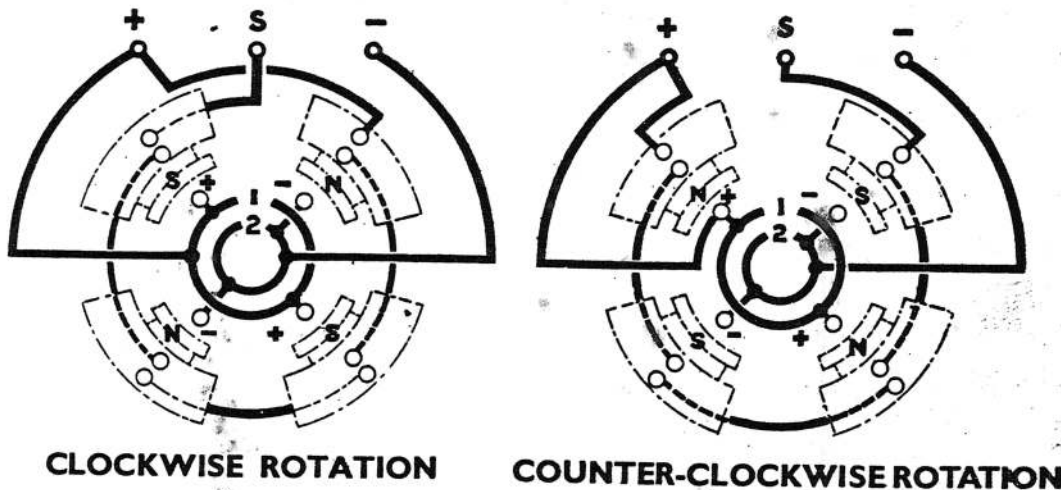 + S − + S −
S + 1 − N N + 1 − S
2 2
N − + S S − + N
CLOCKWISE ROTATION
COUNTER-CLOCKWISE ROTATION